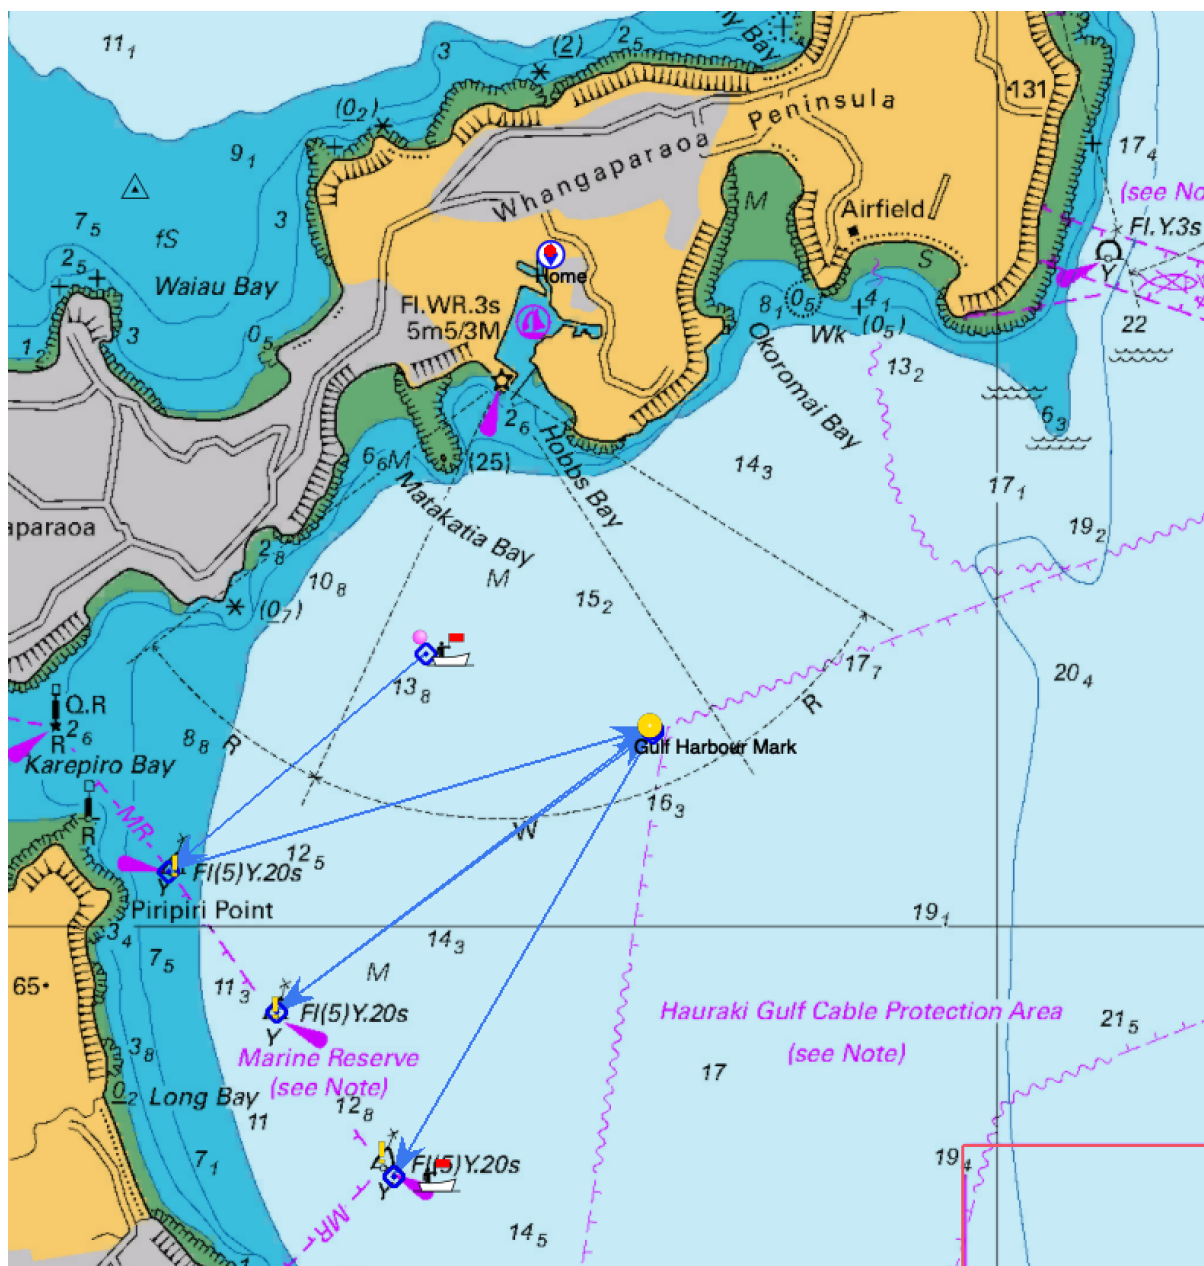 11₁
3
(2)
2₅
ny Bay
131
(0₂)
Peninsula
9₁
Whangaparaoa
17₄
(see No
7₅
fS
3
M
Airfield
Fl.Y.3s
2₅
Waiau Bay
Home
S
Y
Fl.WR.3s
5m5/3M
8₁
0₅
4₁
(0₅)
22
1₂
3
0₅
Wk
13₂
Okoromai Bay
2₆
6₃
6₆
M
(25)
Hobbs Bay
14₃
17₁
Matakatia Bay
aparaoa
19₂
2₈
10₈
M
15₂
(0₇)
17₇
20₄
13₈
Q.R
2₆
R
8₈
R
R
Gulf Harbour Mark
Karepiro Bay
16₃
R
MR
W
12₅
Fl(5)Y.20s
Y
Piripiri Point
19₁
3₄
7₅
14₃
M
65
11₃
Fl(5)Y.20s
Hauraki Gulf Cable Protection Area
21₅
Y
3₈
Marine Reserve
(see Note)
(see Note)
17
0₂
Long Bay
11
12₈
7₁
Fl(5)Y.20s
19₄
Y
MR
14₅
1